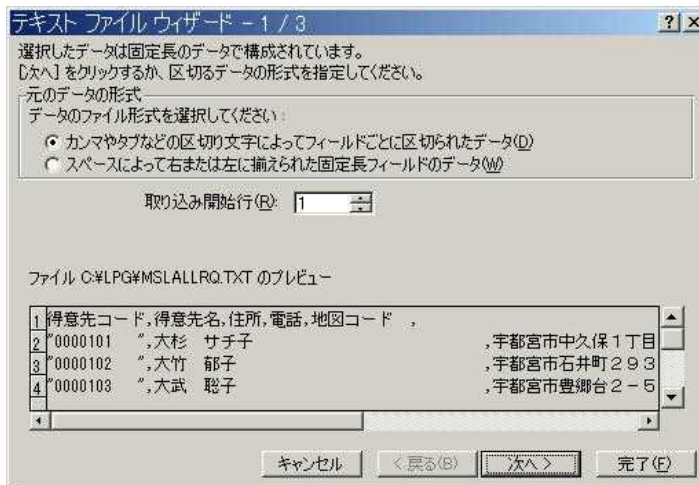 テキスト ファイル ウィザード - 1 / 3
選択したデータは固定長のデータで構成されています。
[次へ] をクリックするか、区切るデータの形式を指定してください。
元のデータの形式
データのファイル形式を選択してください:
カンマやタブなどの区切り文字によってフィールドごとに区切られたデータ(D)
スペースによって右または左に揃えられた固定長フィールドのデータ(W)
取り込み開始行(R): 1
ファイル C:¥LPG¥MSLALLRQ.TXT のプレビュー
1 得意先コード,得意先名,住所,電話,地図コード ,
2 "0000101 ",大杉 サチ子 ,宇都宮市中久保1丁目
3 "0000102 ",大竹 郁子 ,宇都宮市石井町293
4 "0000103 ",大武 聡子 ,宇都宮市豊郷台2-5
キャンセル < 戻る(B) 次へ > 完了(F)